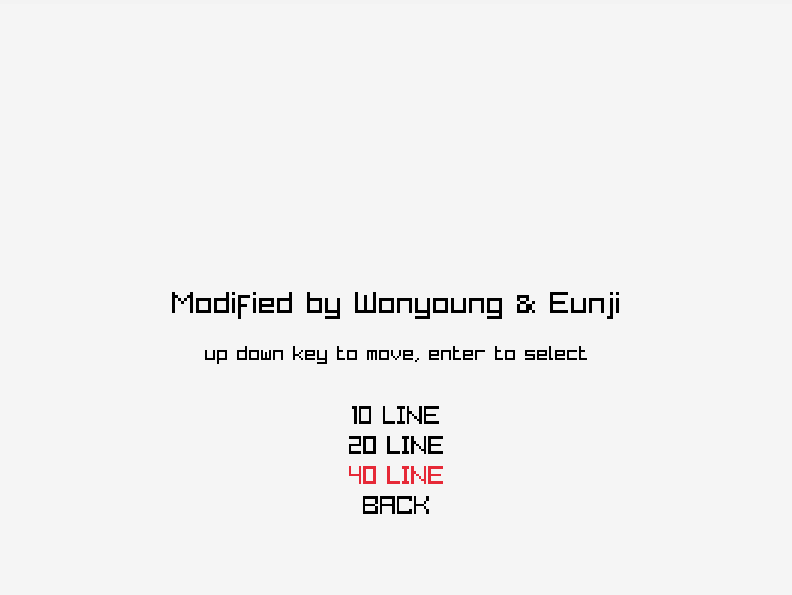 Modified by Wonyoung & Eunji
up down key to move, enter to select
10 LINE
20 LINE
40 LINE
BACK